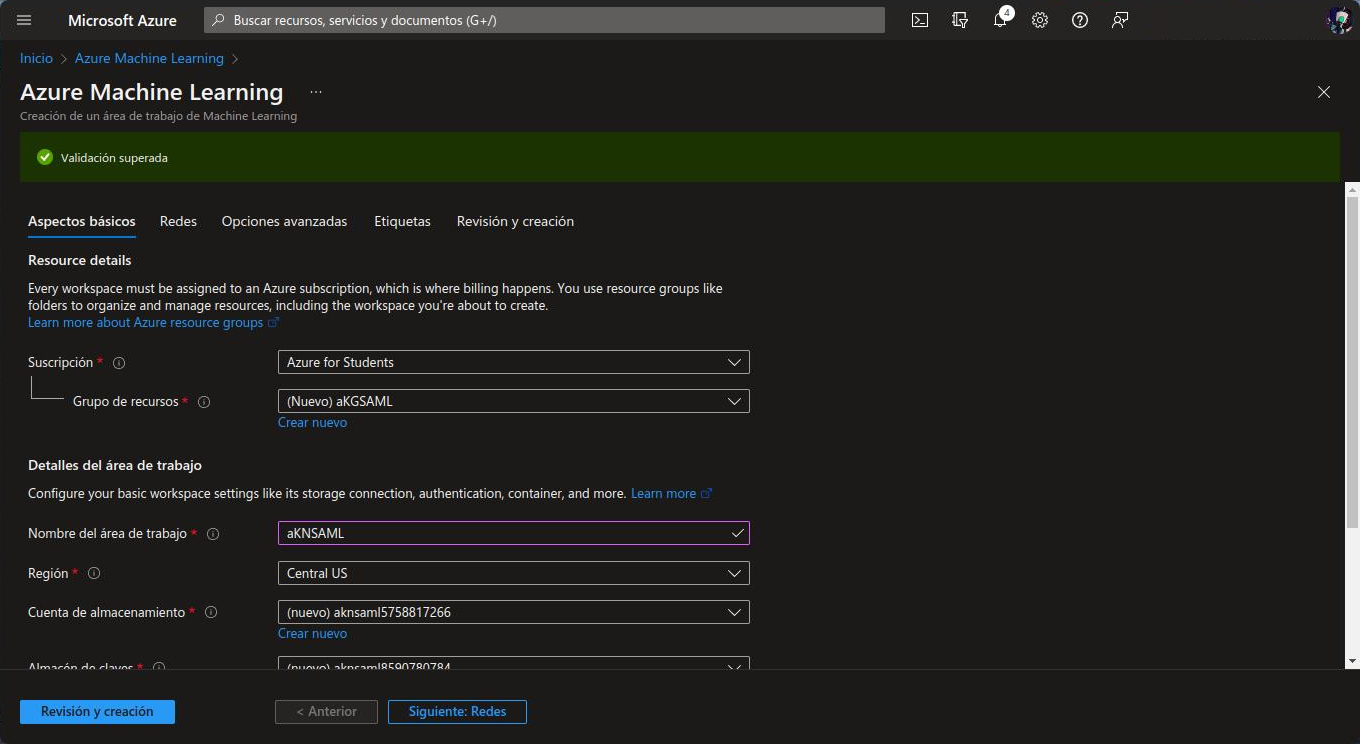 Microsoft Azure
Buscar recursos, servicios y documentos (G+/)
4
Inicio > Azure Machine Learning >
Azure Machine Learning ...
Creación de un área de trabajo de Machine Learning
Validación superada
Aspectos básicos Redes Opciones avanzadas Etiquetas Revisión y creación
Resource details
Every workspace must be assigned to an Azure subscription, which is where billing happens. You use resource groups like
folders to organize and manage resources, including the workspace you're about to create.
Learn more about Azure resource groups
Suscripción * Azure for Students
Grupo de recursos * (Nuevo) aKGSAML
Crear nuevo
Detalles del área de trabajo
Configure your basic workspace settings like its storage connection, authentication, container, and more. Learn more
Nombre del área de trabajo * aKNSAML
Región * Central US
Cuenta de almacenamiento * (nuevo) aknsaml5758817266
Crear nuevo
Almacén de claves * (nuevo) aknsaml8590780784
Revisión y creación < Anterior Siguiente: Redes